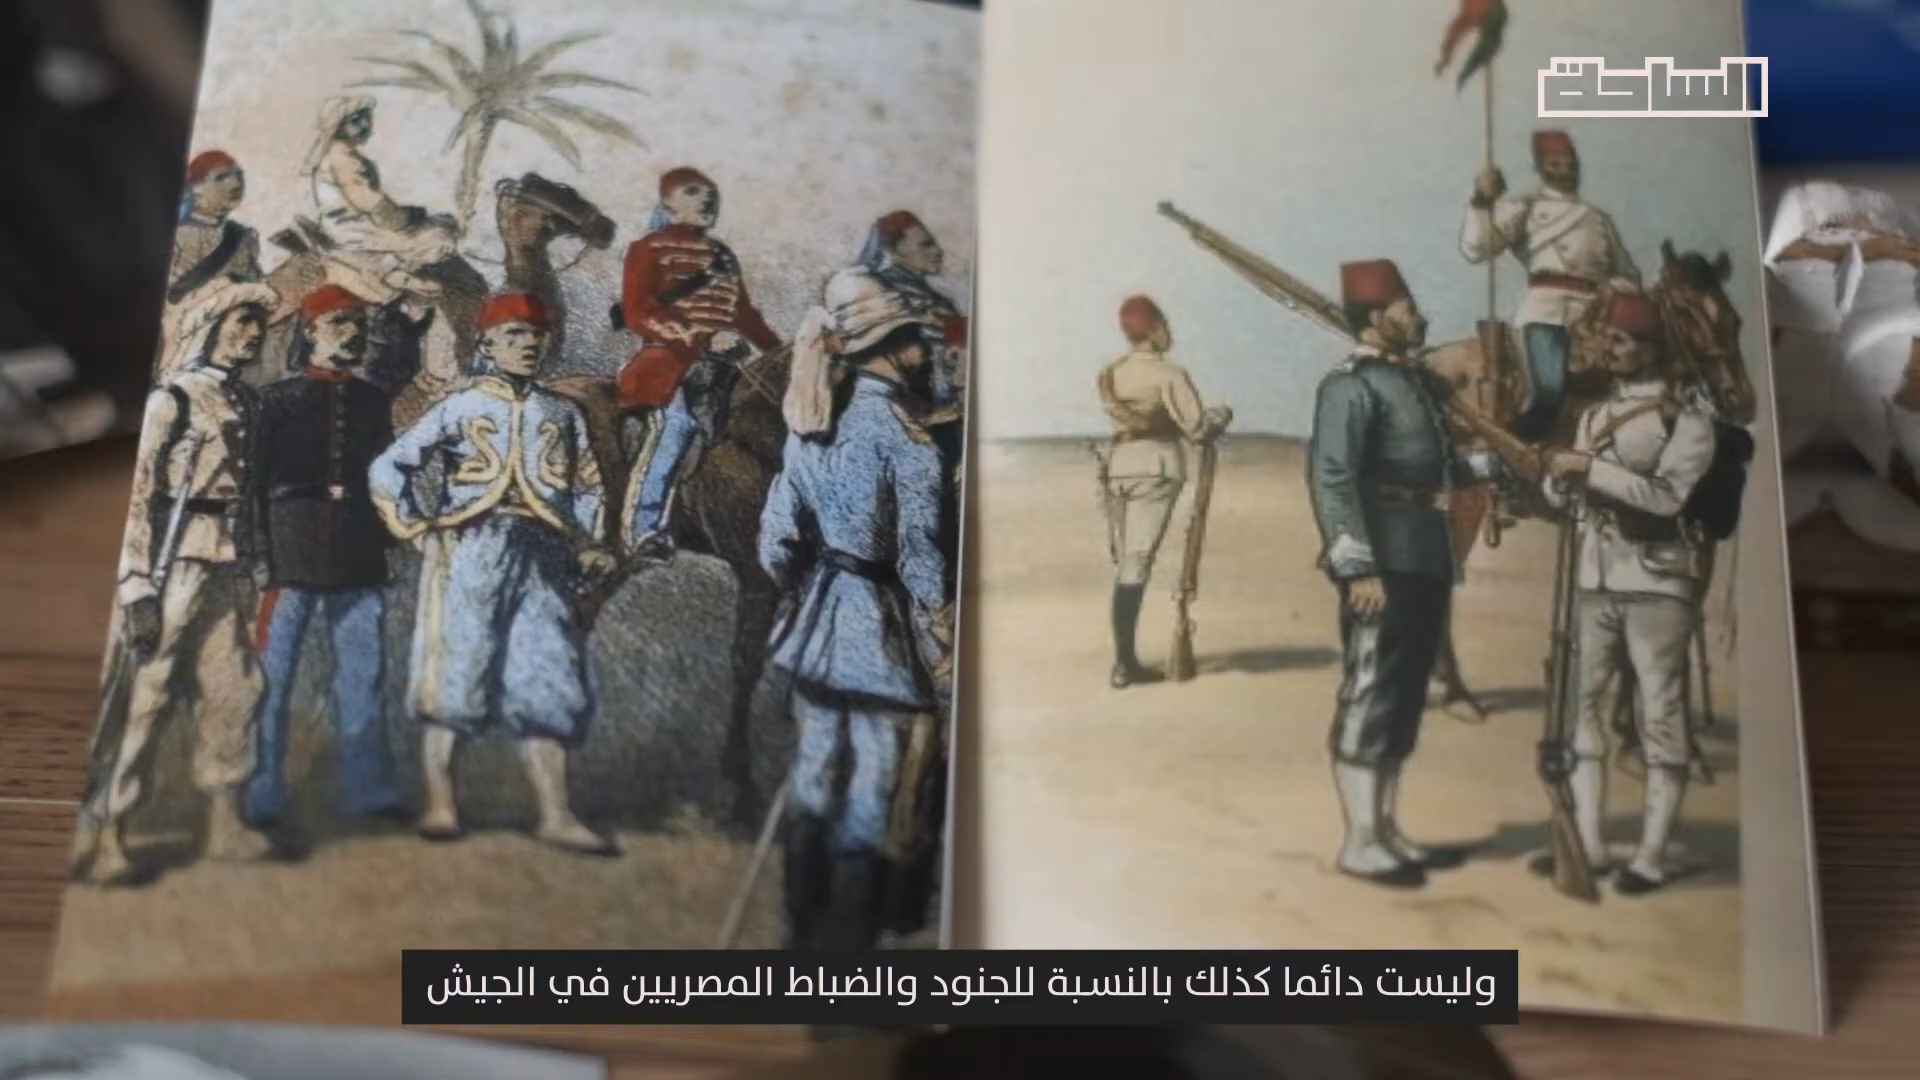 الساحة
وليست دائما كذلك بالنسبة للجنود والضباط المصريين في الجيش